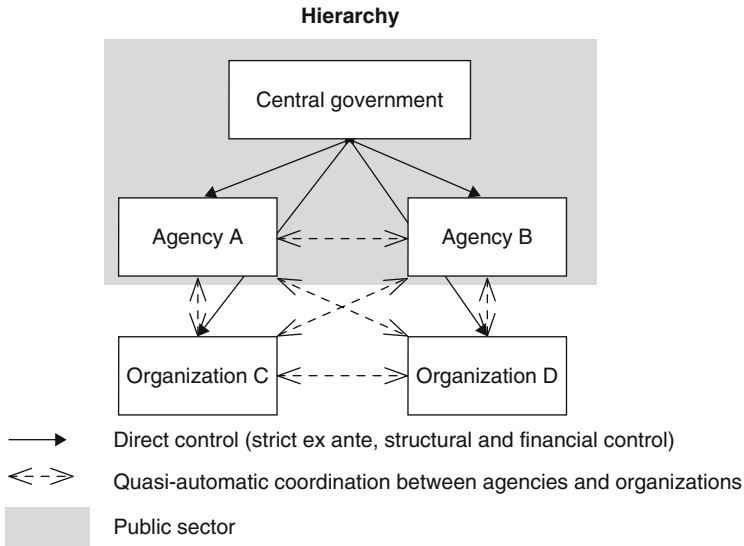 Hierarchy
Central government
Agency A
Agency B
Organization C
Organization D
Direct control (strict ex ante, structural and financial control)
Quasi-automatic coordination between agencies and organizations
Public sector